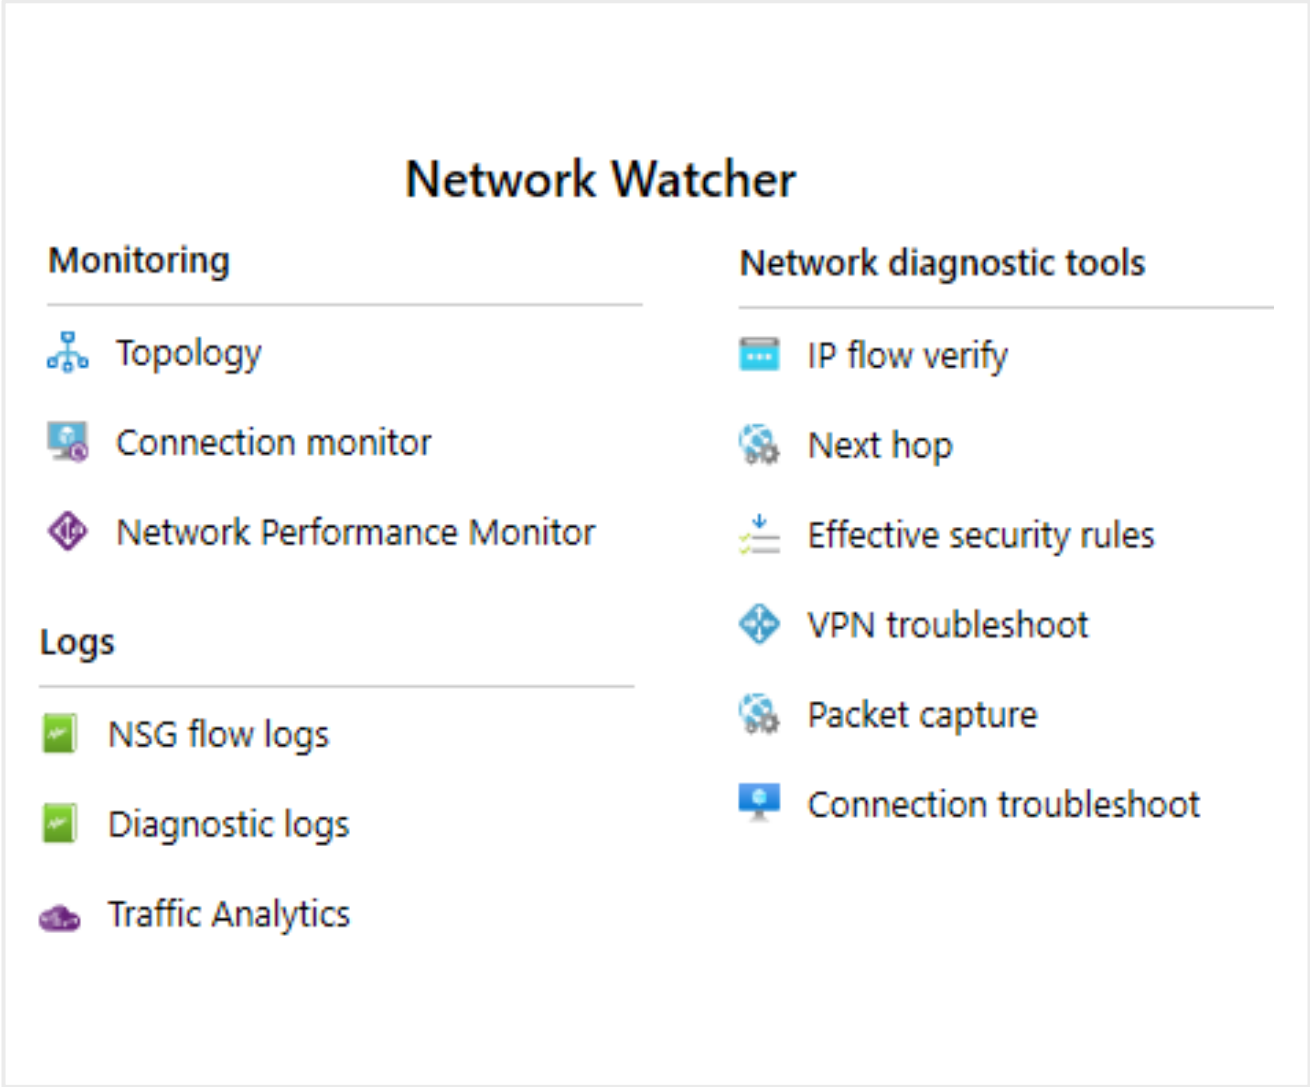 Network Watcher
Monitoring
Topology
Connection monitor
Network Performance Monitor
Logs
NSG flow logs
Diagnostic logs
Traffic Analytics
Network diagnostic tools
IP flow verify
Next hop
Effective security rules
VPN troubleshoot
Packet capture
Connection troubleshoot